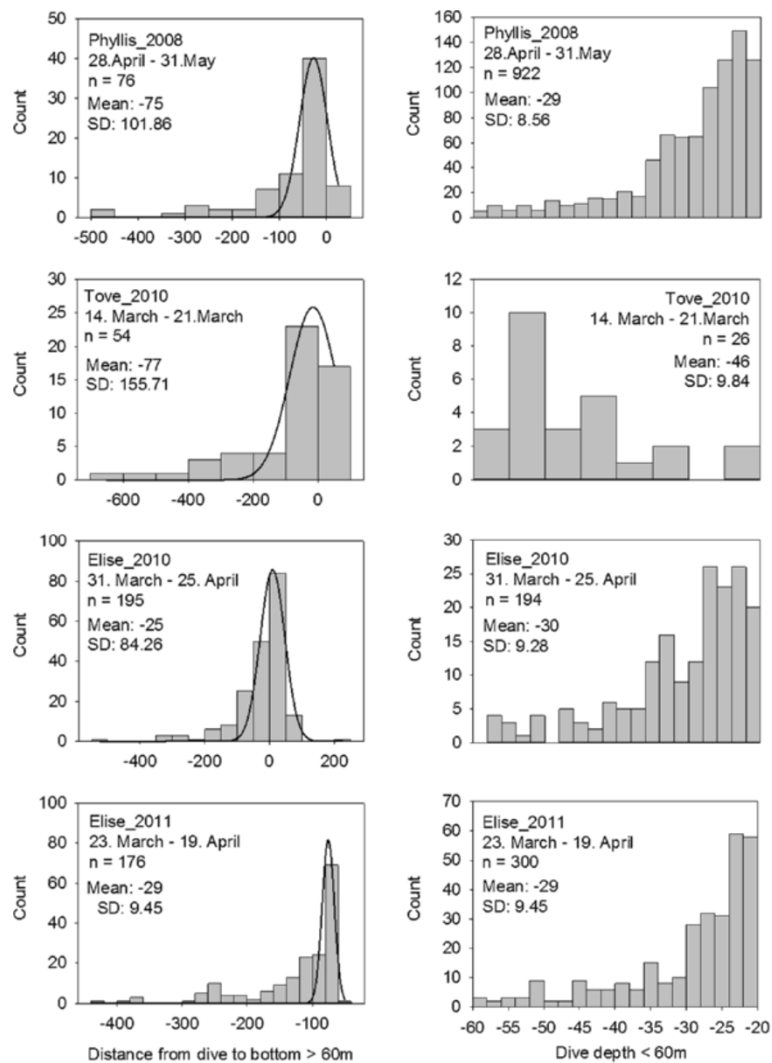 50
40
30
20
10
0
Count
Phyllis_2008
28.April - 31.May
n = 76
Mean: -75
SD: 101.86
-500
-400
-300
-200
-100
0
160
140
120
100
80
60
40
20
0
Count
Phyllis_2008
28.April - 31.May
n = 922
Mean: -29
SD: 8.56
30
25
20
15
10
5
0
Count
Tove_2010
14. March - 21.March
n = 54
Mean: -77
SD: 155.71
-600
-400
-200
0
12
10
8
6
4
2
0
Count
Tove_2010
14. March - 21.March
n = 26
Mean: -46
SD: 9.84
100
80
60
40
20
0
Count
Elise_2010
31. March - 25. April
n = 195
Mean: -25
SD: 84.26
-400
-200
0
200
30
25
20
15
10
5
0
Count
Elise_2010
31. March - 25. April
n = 194
Mean: -30
SD: 9.28
100
80
60
40
20
0
Count
Elise_2011
23. March - 19. April
n = 176
Mean: -29
SD: 9.45
-400
-300
-200
-100
Distance from dive to bottom > 60m
70
60
50
40
30
20
10
0
Count
Elise_2011
23. March - 19. April
n = 300
Mean: -29
SD: 9.45
-60
-55
-50
-45
-40
-35
-30
-25
-20
Dive depth < 60m